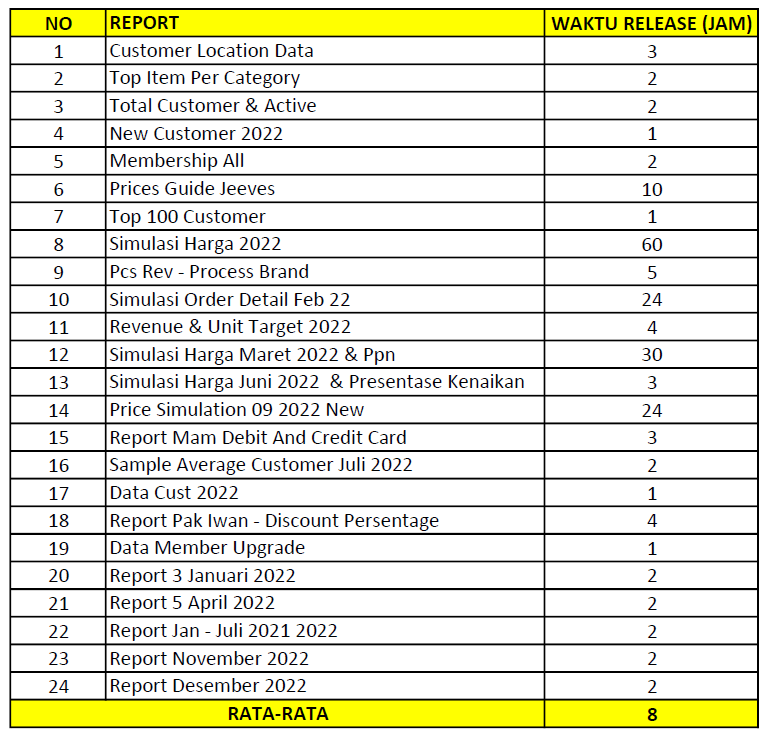 NO REPORT WAKTU RELEASE (JAM)
1 Customer Location Data 3
2 Top Item Per Category 2
3 Total Customer & Active 2
4 New Customer 2022 1
5 Membership All 2
6 Prices Guide Jeeves 10
7 Top 100 Customer 1
8 Simulasi Harga 2022 60
9 Pcs Rev - Process Brand 5
10 Simulasi Order Detail Feb 22 24
11 Revenue & Unit Target 2022 4
12 Simulasi Harga Maret 2022 & Ppn 30
13 Simulasi Harga Juni 2022  & Presentase Kenaikan 3
14 Price Simulation 09 2022 New 24
15 Report Mam Debit And Credit Card 3
16 Sample Average Customer Juli 2022 2
17 Data Cust 2022 1
18 Report Pak Iwan - Discount Persentage 4
19 Data Member Upgrade 1
20 Report 3 Januari 2022 2
21 Report 5 April 2022 2
22 Report Jan - Juli 2021 2022 2
23 Report November 2022 2
24 Report Desember 2022 2
RATA-RATA 8